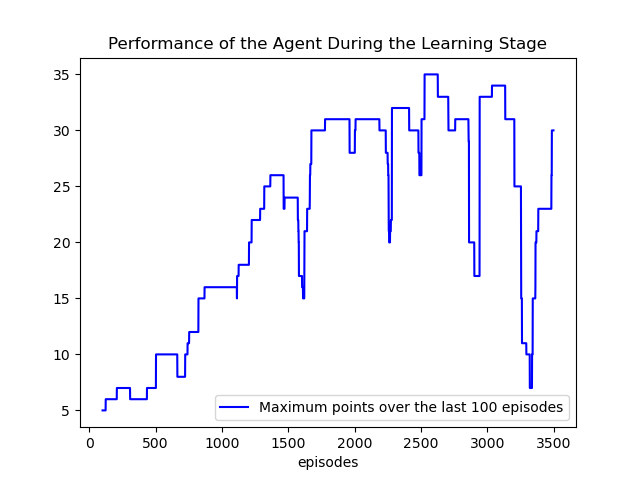 Performance of the Agent During the Learning Stage
35
30
25
20
15
10
5
Maximum points over the last 100 episodes
0 500 1000 1500 2000 2500 3000 3500
episodes